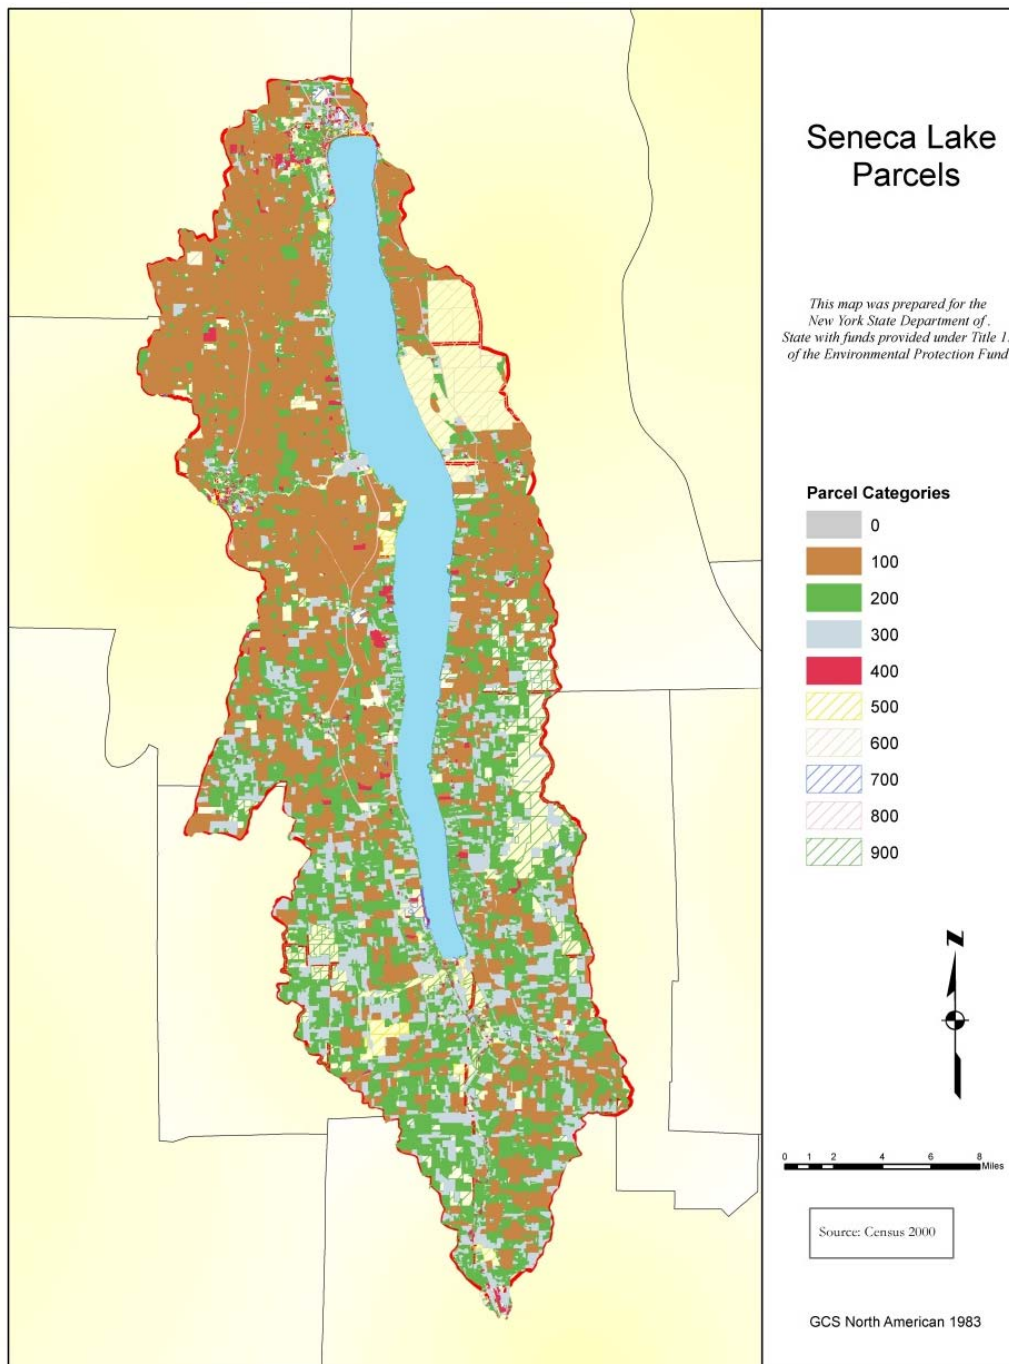 Seneca Lake
Parcels
This map was prepared for the
New York State Department of .
State with funds provided under Title 1
of the Environmental Protection Fund
Parcel Categories
0
100
200
300
400
500
600
700
800
900
N
0 1 2 4 6 8
Miles
Source: Census 2000
GCS North American 1983